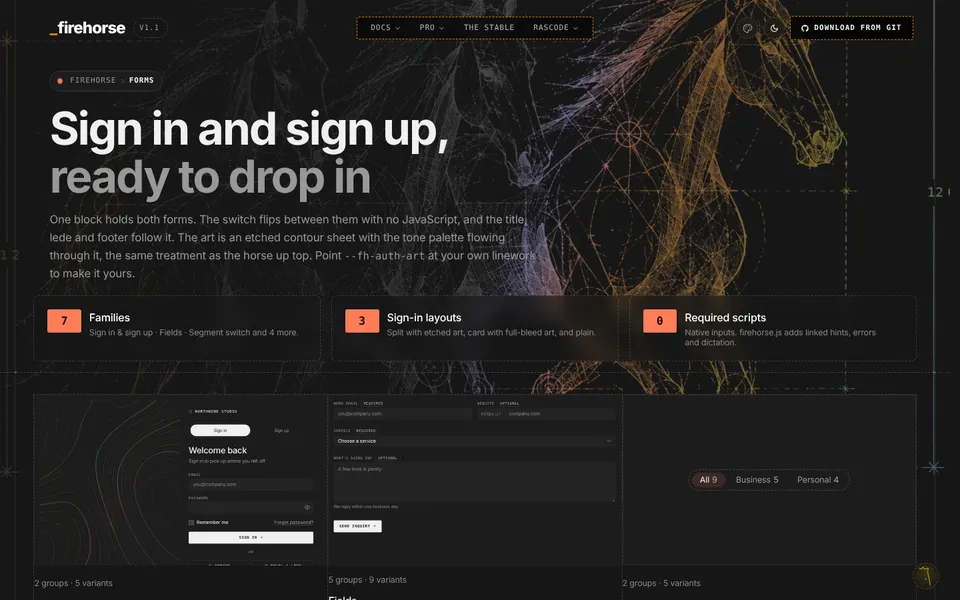 _firehorse V1.1
DOCS PRO THE STABLE RASCODE
DOWNLOAD FROM GIT
FIREHORSE › FORMS
Sign in and sign up,
ready to drop in
One block holds both forms. The switch flips between them with no JavaScript, and the title,
lede and footer follow it. The art is an etched contour sheet with the tone palette flowing
through it, the same treatment as the horse up top. Point --fh-auth-art at your own linework
to make it yours.
7
Families
Sign in & sign up · Fields · Segment switch and 4 more.
3
Sign-in layouts
Split with etched art, card with full-bleed art, and plain.
0
Required scripts
Native inputs. firehorse.js adds linked hints, errors
and dictation.
12
12
NORTHWIND STUDIO
Sign in Sign up
Welcome back
Sign in to pick up where you left off
EMAIL
you@company.com
PASSWORD
Remember me Forgot password?
SIGN IN
or
2 groups · 5 variants
WORK EMAIL REQUIRED
you@company.com
WEBSITE OPTIONAL
https:// company.com
SERVICE REQUIRED
Choose a service
WHAT'S GOING ON? OPTIONAL
A few lines is plenty.
We reply within one business day.
SEND INQUIRY
5 groups · 9 variants
Fields
All 9 Business 5 Personal 4
2 groups · 5 variants